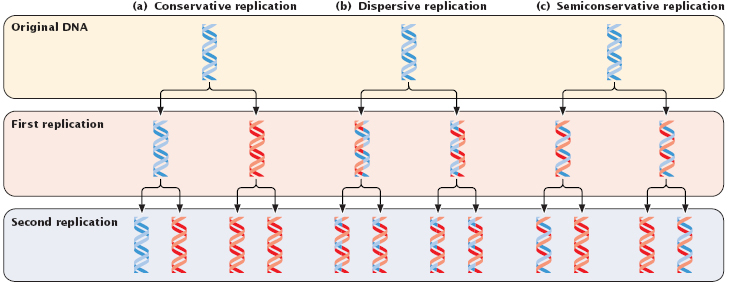 (a) Conservative replication (b) Dispersive replication (c) Semiconservative replication
Original DNA
First replication
Second replication